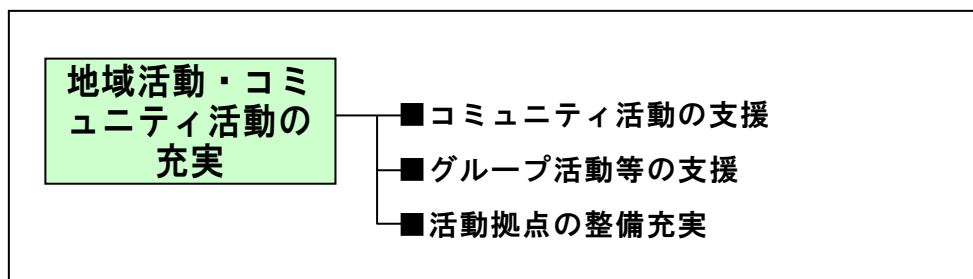 地域活動・コミ
ュニティ活動の
充実
■コミュニティ活動の支援
■グループ活動等の支援
■活動拠点の整備充実